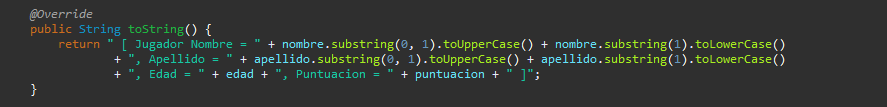 @Override
public String toString() {
return " [ Jugador Nombre = " + nombre.substring(0, 1).toUpperCase() + nombre.substring(1).toLowerCase()
+ ", Apellido = " + apellido.substring(0, 1).toUpperCase() + apellido.substring(1).toLowerCase()
+ ", Edad = " + edad + ", Puntuacion = " + puntuacion + " ]";
}